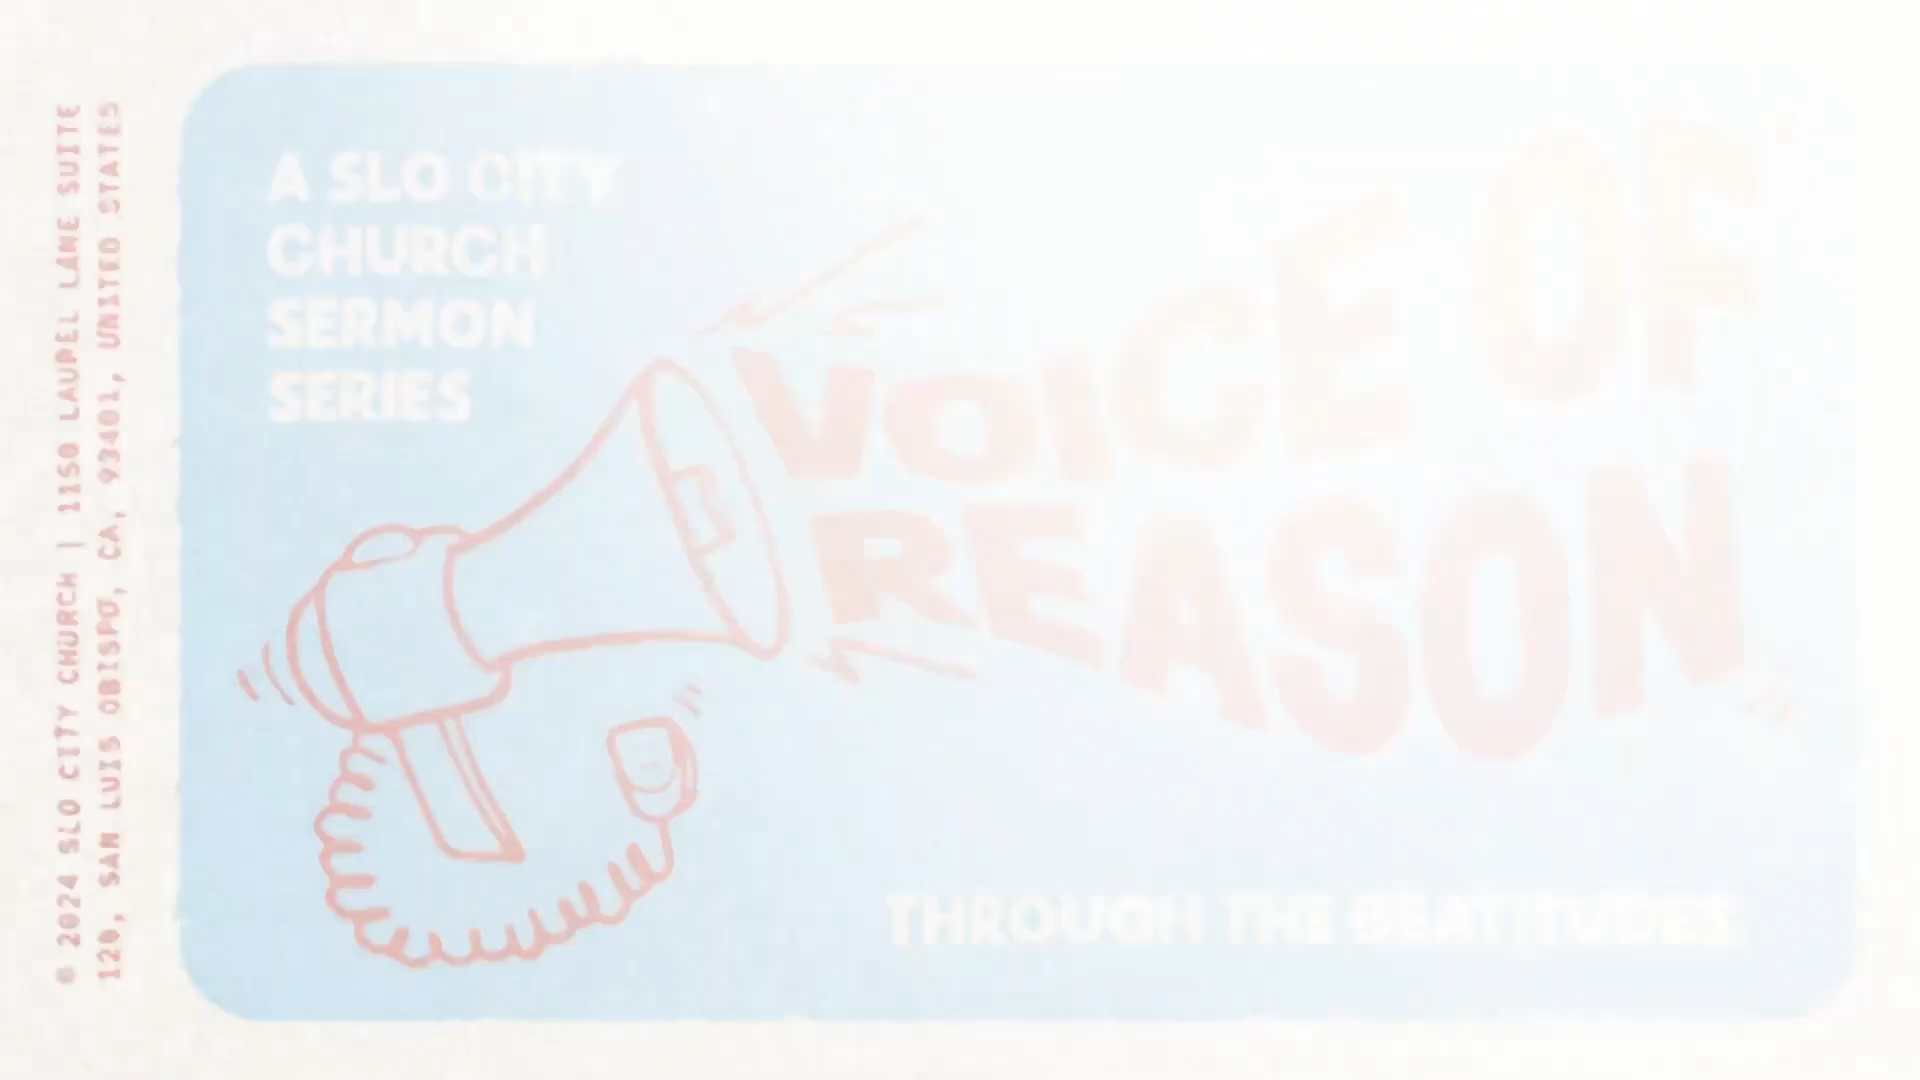 © 2024 SLO CITY CHURCH | 1150 LAUREL LANE SUITE
120, SAN LUIS OBISPO, CA, 93401, UNITED STATES
A SLO CITY
CHURCH
SERMON
SERIES
VOICE OF
REASON
THROUGH THE BEATITUDES